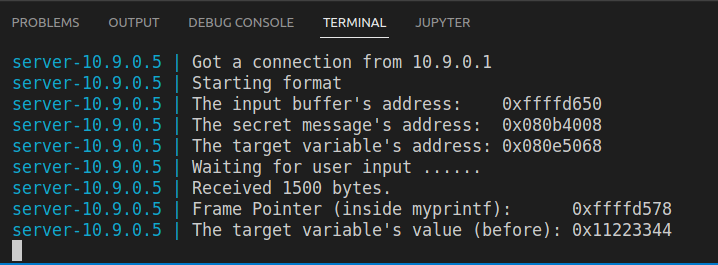 PROBLEMS OUTPUT DEBUG CONSOLE TERMINAL JUPYTER
server-10.9.0.5 | Got a connection from 10.9.0.1
server-10.9.0.5 | Starting format
server-10.9.0.5 | The input buffer's address:    0xffffd650
server-10.9.0.5 | The secret message's address:  0x080b4008
server-10.9.0.5 | The target variable's address: 0x080e5068
server-10.9.0.5 | Waiting for user input ......
server-10.9.0.5 | Received 1500 bytes.
server-10.9.0.5 | Frame Pointer (inside myprintf):      0xffffd578
server-10.9.0.5 | The target variable's value (before): 0x11223344